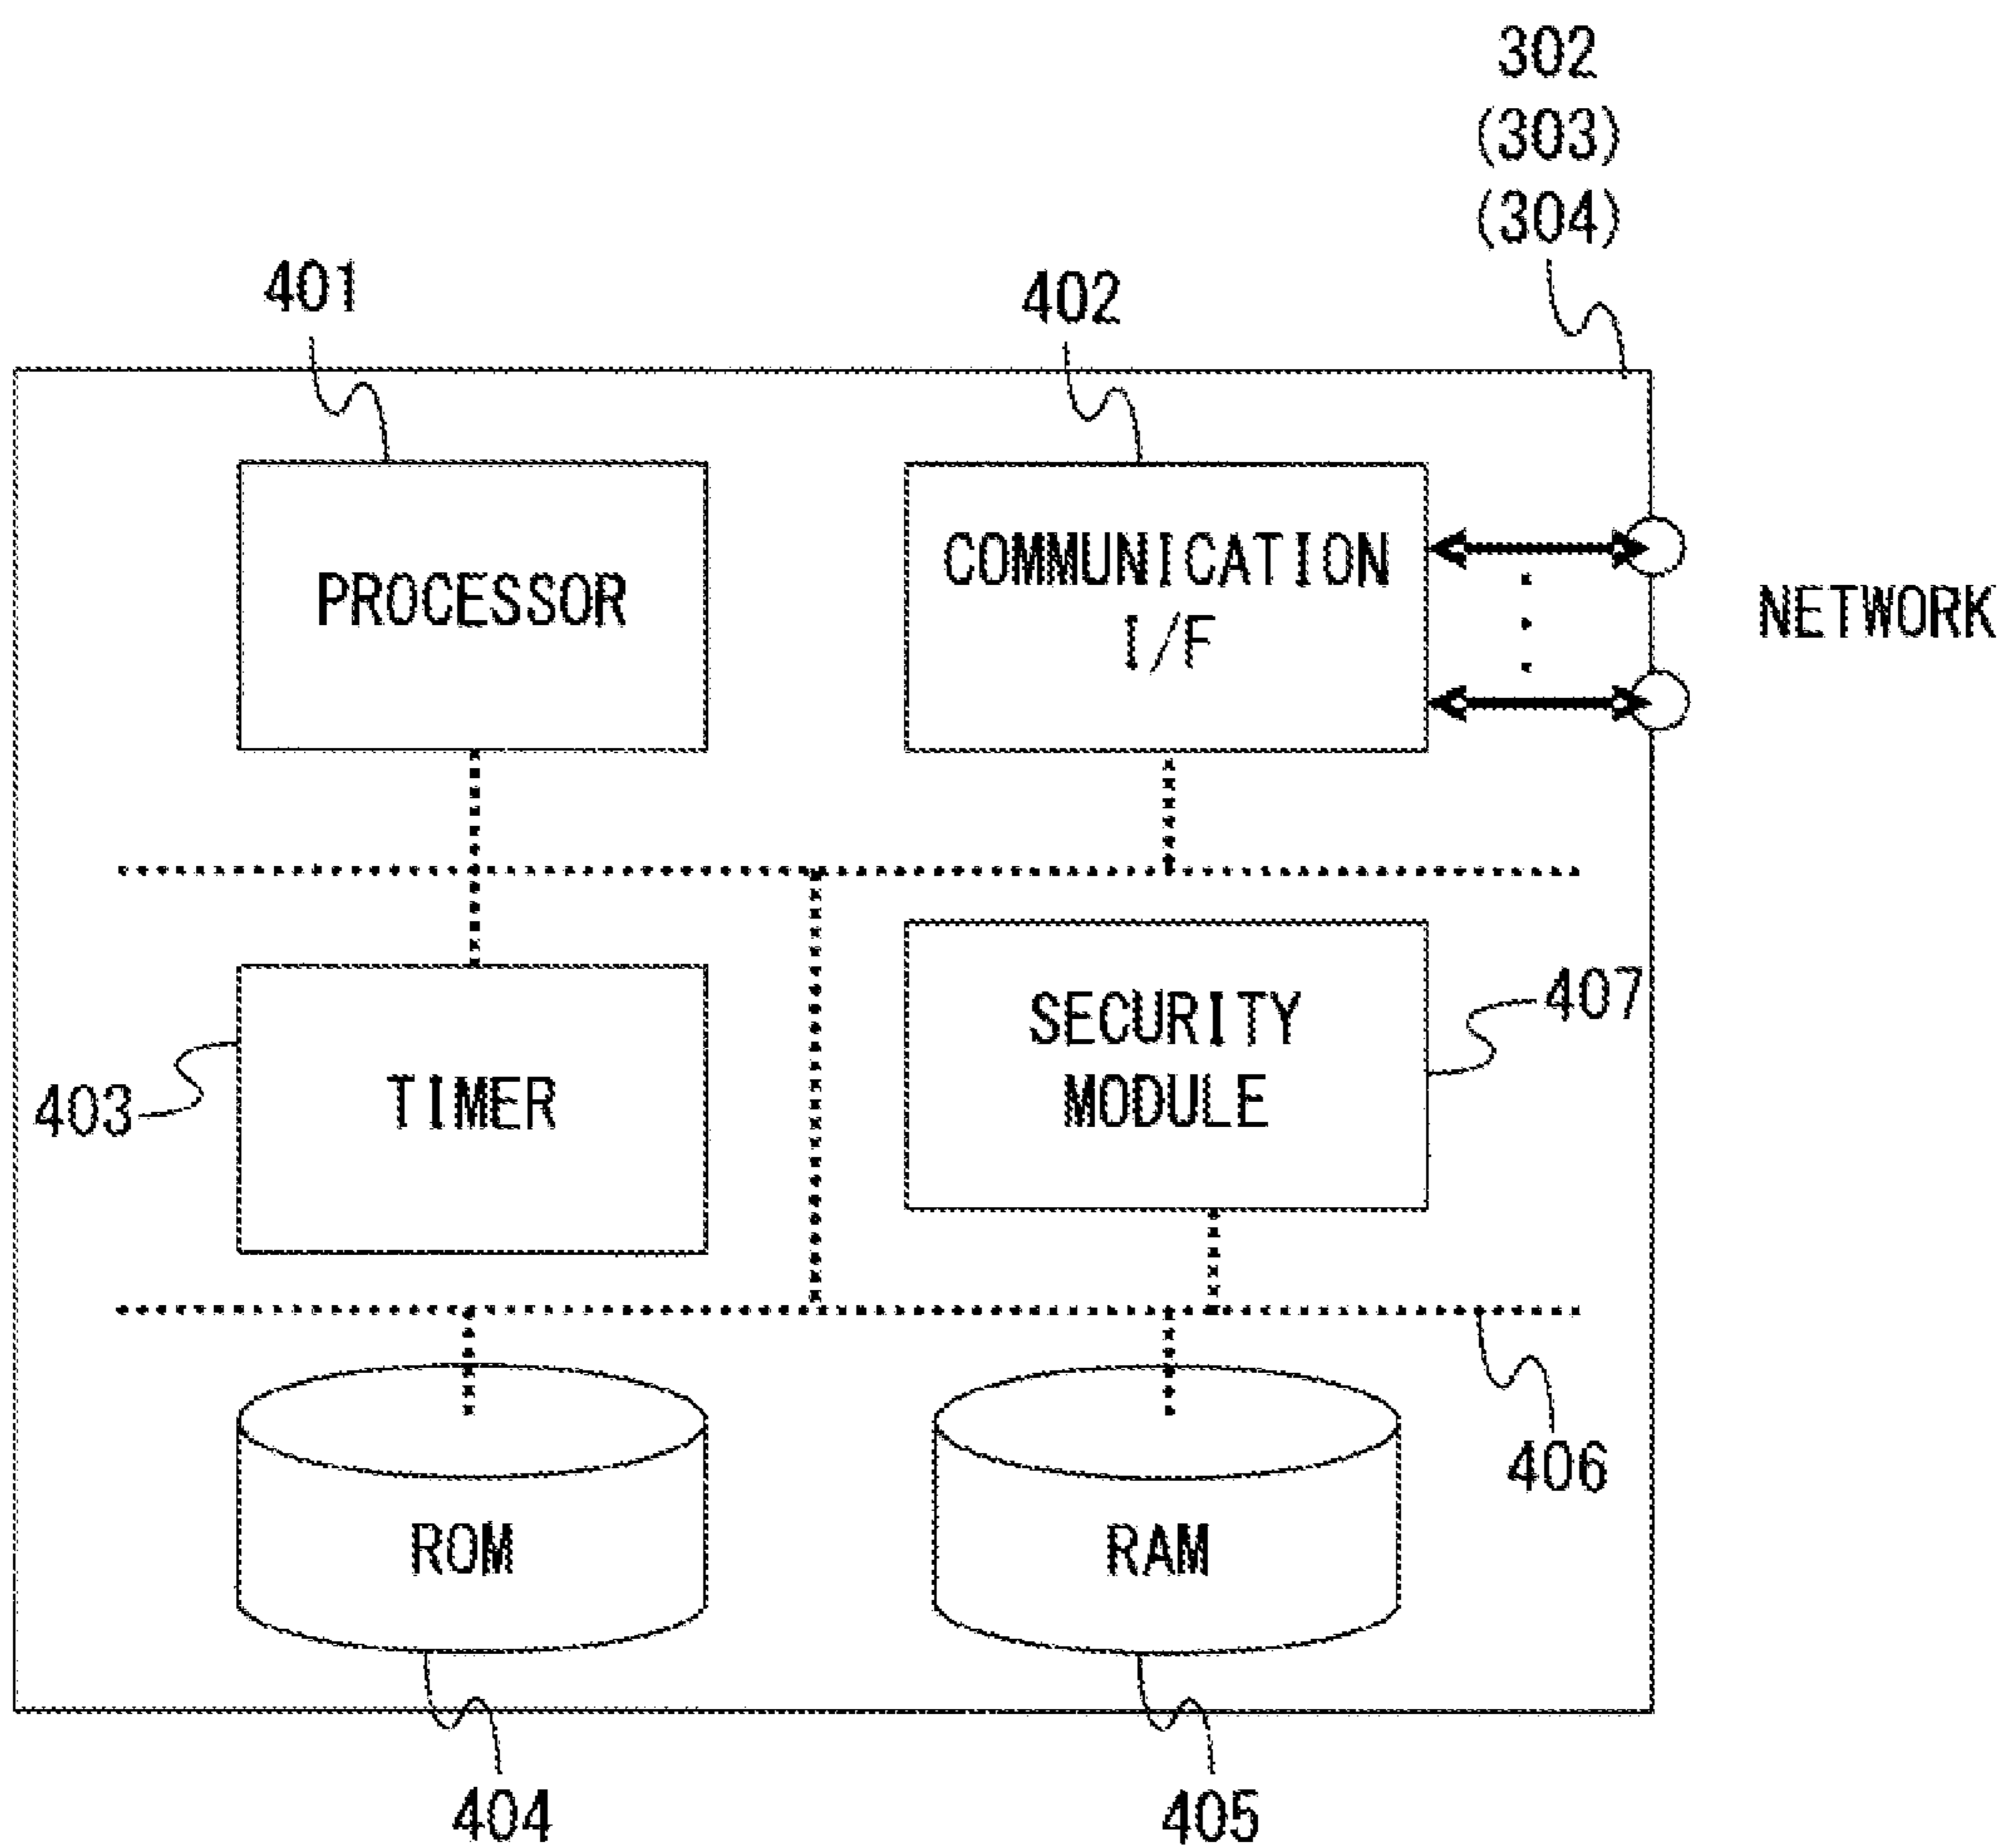 302
(303)
(304)
401
402
PROCESSOR
COMMUNICATION
I/F
NETWORK
403
TIMER
SECURITY
MODULE
407
406
ROM
RAM
404
405